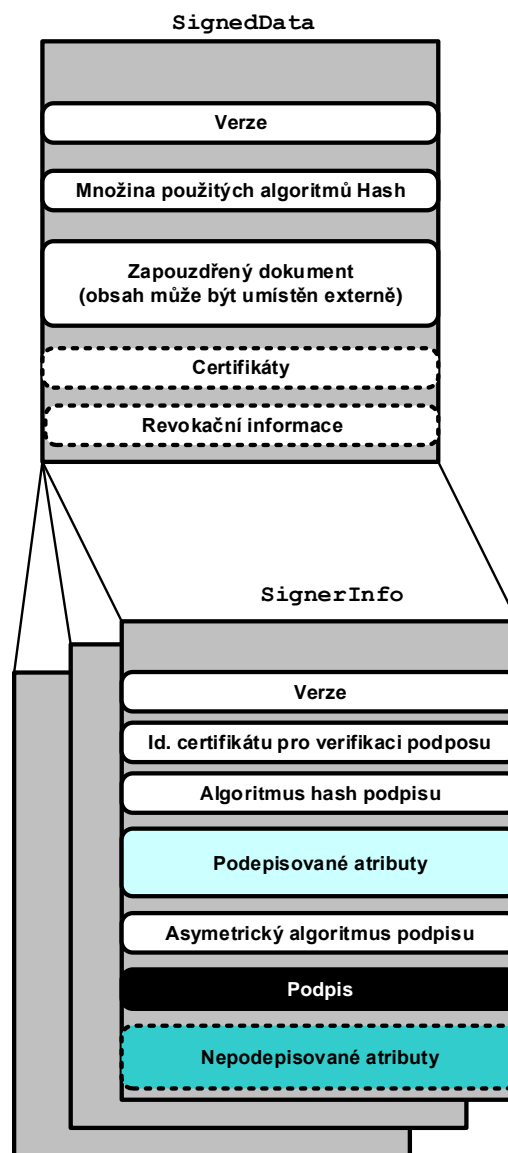 SignedData
Verze
Množina použitých algoritmů Hash
Zapouzdřený dokument
(obsah může být umístěn externě)
Certifikáty
Revokační informace
SignerInfo
Verze
Id. certifikátu pro verifikaci podposu
Algoritmus hash podpisu
Podepisované atributy
Asymetrický algoritmus podpisu
Podpis
Nepodepisované atributy